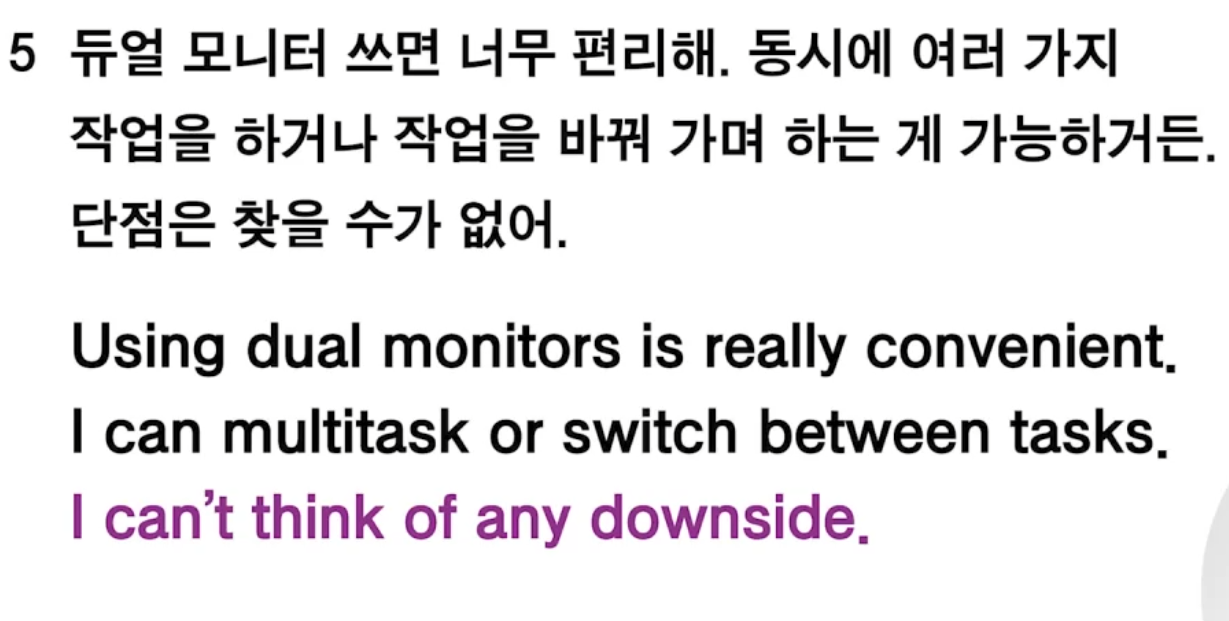 5 듀얼 모니터 쓰면 너무 편리해. 동시에 여러 가지
작업을 하거나 작업을 바꿔 가며 하는 게 가능하거든.
단점은 찾을 수가 없어.
Using dual monitors is really convenient.
I can multitask or switch between tasks.
I can't think of any downside.